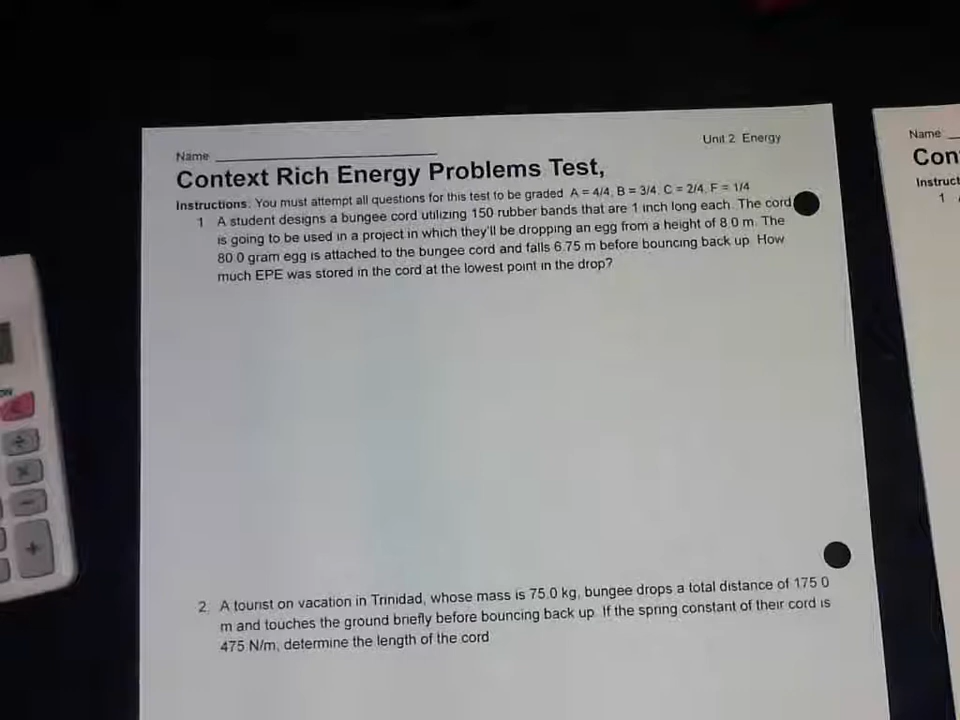 Name
Unit 2 Energy
Context Rich Energy Problems Test,
Instructions: You must attempt all questions for this test to be graded A = 4/4, B = 3/4, C = 2/4, F = 1/4
1 A student designs a bungee cord utilizing 150 rubber bands that are 1 inch long each. The cord
is going to be used in a project in which they'll be dropping an egg from a height of 8.0 m. The
80.0 gram egg is attached to the bungee cord and falls 6.75 m before bouncing back up. How
much EPE was stored in the cord at the lowest point in the drop?
2. A tourist on vacation in Trinidad, whose mass is 75.0 kg, bungee drops a total distance of 175.0
m and touches the ground briefly before bouncing back up. If the spring constant of their cord is
475 N/m, determine the length of the cord
Name
Con
Instruct
1
÷
×
−
+